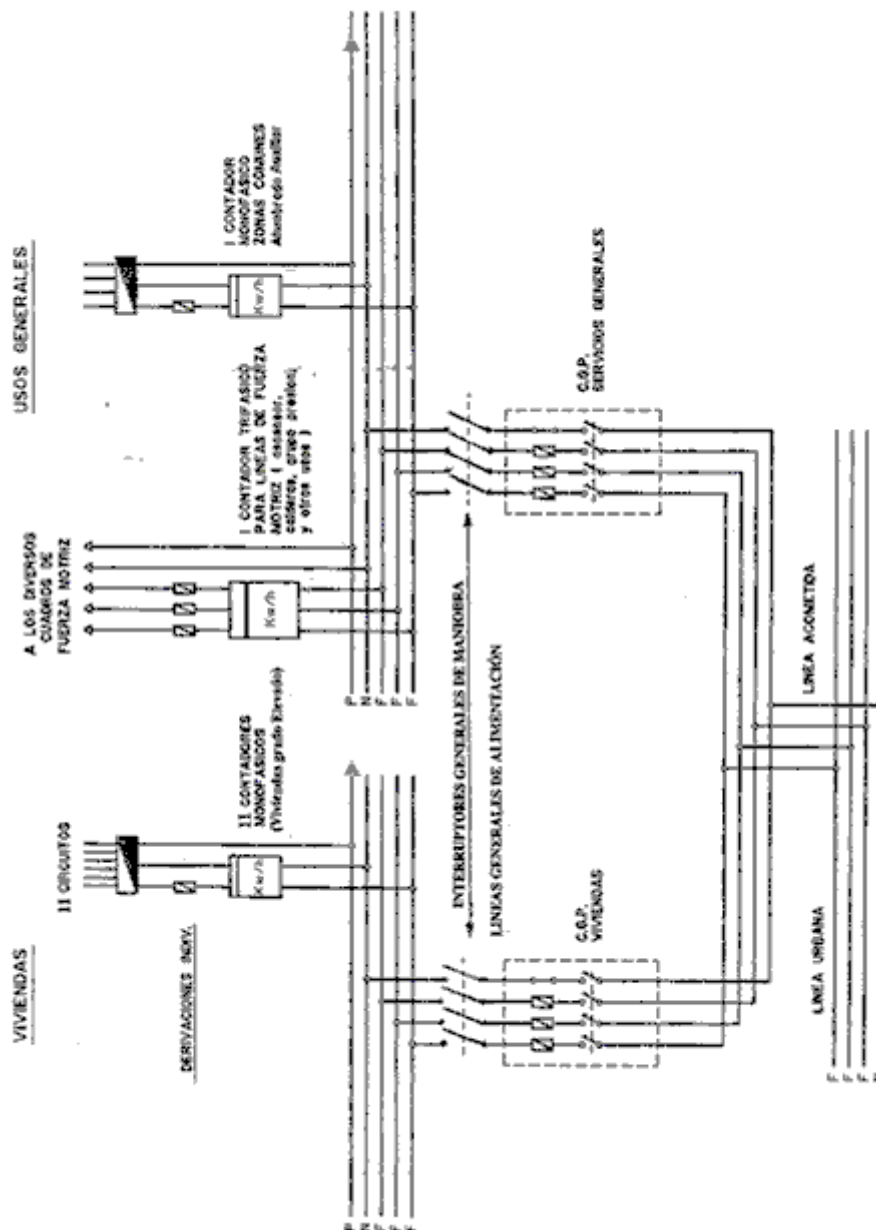 VIVIENDAS
11 CIRCUITOS
DERIVACIONES INDIV.
Kw/h
11 CONTADORES
MONOFASICOS
(Viviendas grado Elevado)
A LOS DIVERSOS
CUADROS DE
FUERZA MOTRIZ
Kw/h
1 CONTADOR TRIFASICO
PARA LINEAS DE FUERZA
MOTRIZ ( ascensor,
calderas, grupo presion,
y otros usos )
USOS GENERALES
Kw/h
1 CONTADOR
MONOFASICO
ZONAS COMUNES
Alumbrado Auxiliar
P
N
F
F
F
P
N
F
F
F
INTERRUPTORES GENERALES DE MANIOBRA
LINEAS GENERALES DE ALIMENTACIÓN
C.G.P.
VIVIENDAS
C.G.P.
SERVICIOS GENERALES
LINEA URBANA
LINEA ACOMETIDA
F
F
F
N